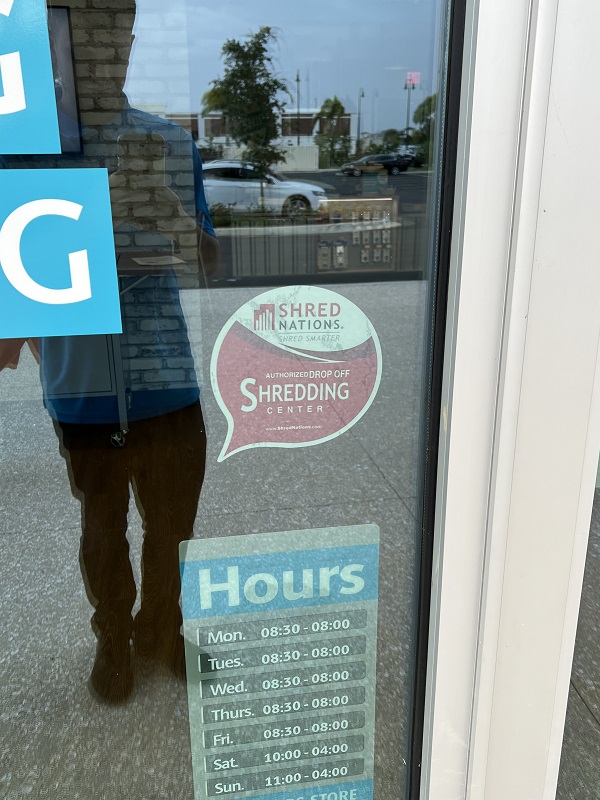 G
SHRED
NATIONS
SHRED SMARTER
AUTHORIZED DROP OFF
SHREDDING
CENTER
www.ShredNations.com
Hours
Mon. 08:30 - 08:00
Tues. 08:30 - 08:00
Wed. 08:30 - 08:00
Thurs. 08:30 - 08:00
Fri. 08:30 - 08:00
Sat. 10:00 - 04:00
Sun. 11:00 - 04:00
STORE